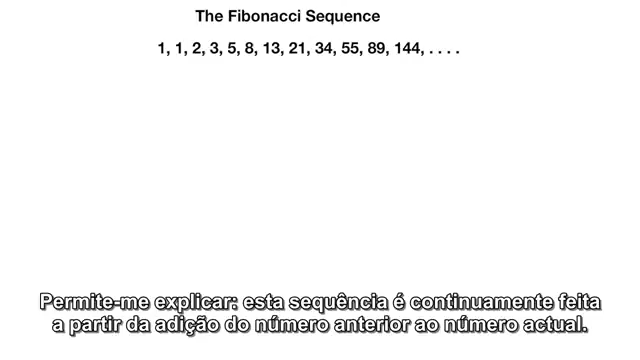 The Fibonacci Sequence
1, 1, 2, 3, 5, 8, 13, 21, 34, 55, 89, 144, . . . .
Permite-me explicar: esta sequência é continuamente feita
a partir da adição do número anterior ao número actual.